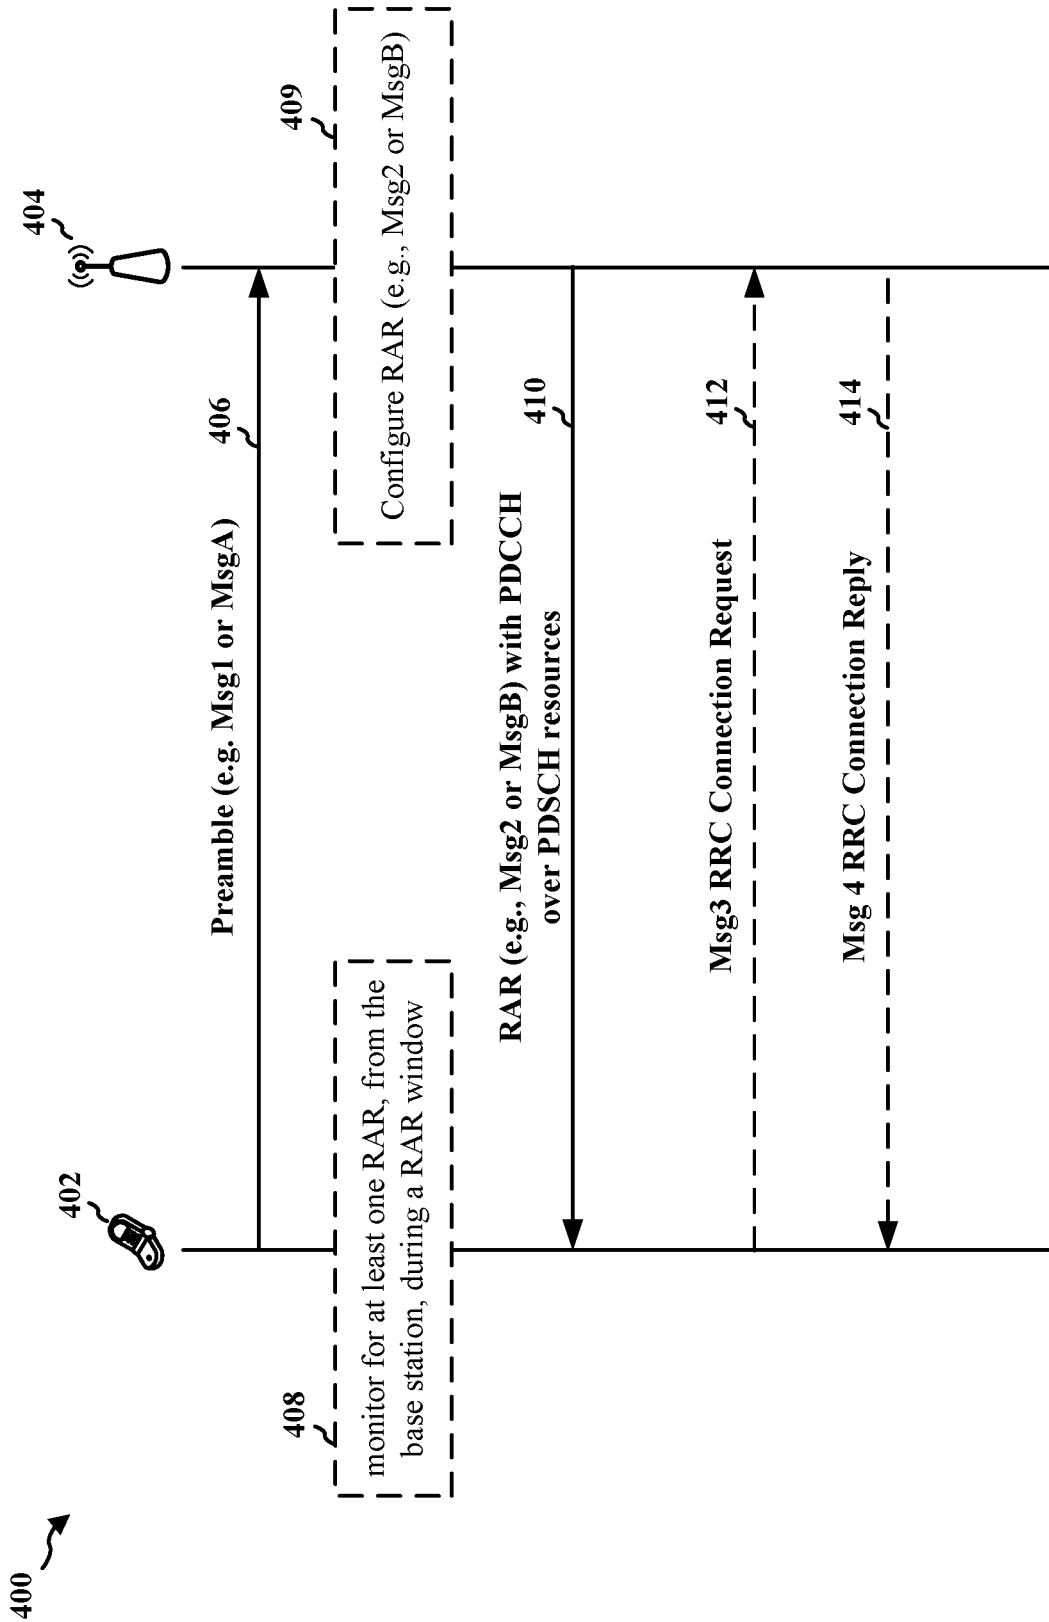 400
402
404
Preamble (e.g. Msg1 or MsgA)
406
408
monitor for at least one RAR, from the
base station, during a RAR window
409
Configure RAR (e.g., Msg2 or MsgB)
RAR (e.g., Msg2 or MsgB) with PDCCH
over PDSCH resources
410
Msg3 RRC Connection Request
412
Msg 4 RRC Connection Reply
414